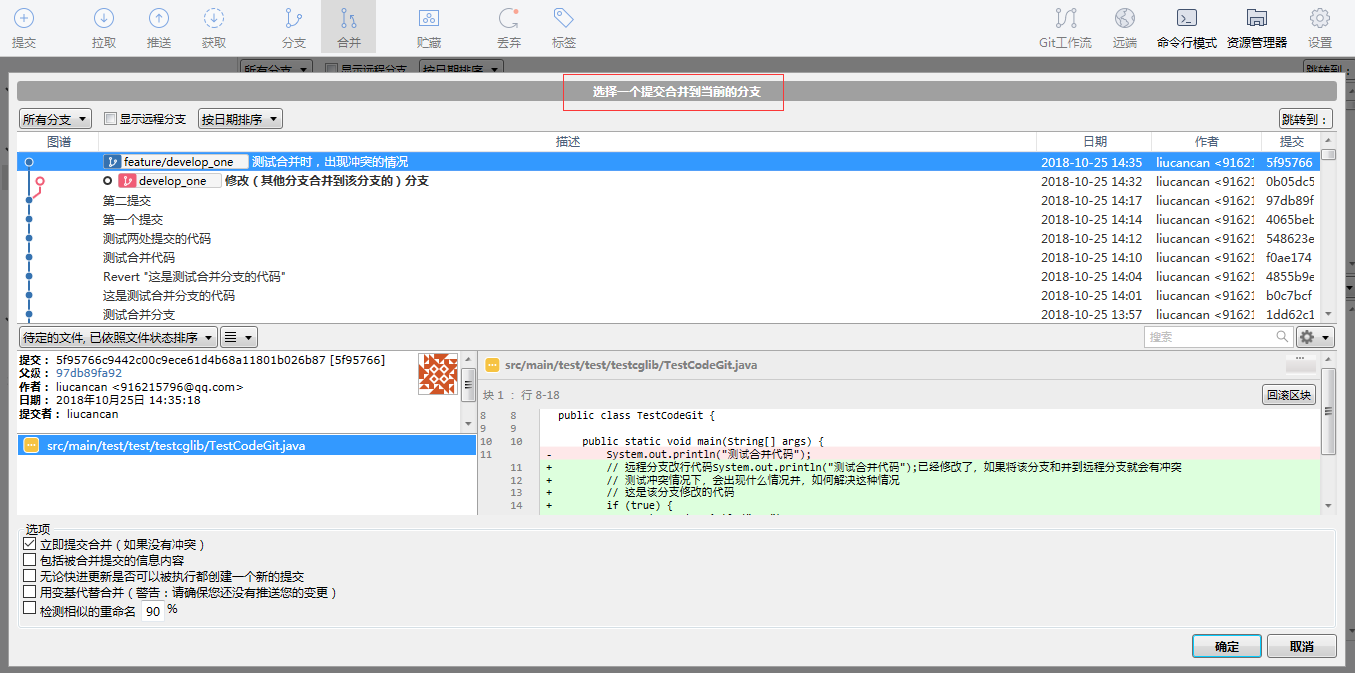 提交 拉取 推送 获取 分支 合并 贮藏 丢弃 标签 Git工作流 远端 命令行模式 资源管理器 设置
所有分支 显示远程分支 按日期排序 跳转到：
选择一个提交合并到当前的分支
所有分支 显示远程分支 按日期排序 跳转到：
图谱 描述 日期 作者 提交
feature/develop_one 测试合并时，出现冲突的情况 2018-10-25 14:35 liucancan <91621 5f95766
develop_one 修改（其他分支合并到该分支的）分支 2018-10-25 14:32 liucancan <91621 0b05dc5
第二提交 2018-10-25 14:17 liucancan <91621 97db89f
第一个提交 2018-10-25 14:14 liucancan <91621 4065beb
测试两处提交的代码 2018-10-25 14:12 liucancan <91621 548623e
测试合并代码 2018-10-25 14:10 liucancan <91621 f0ae174
Revert "这是测试合并分支的代码" 2018-10-25 14:04 liucancan <91621 4855b9e
这是测试合并分支的代码 2018-10-25 14:01 liucancan <91621 b0c7bcf
测试合并分支 2018-10-25 13:57 liucancan <91621 1dd62c1
待定的文件, 已依照文件状态排序 搜索
提交： 5f95766c9442c00c9ece61d4b68a11801b026b87 [5f95766]
父级： 97db89fa92
作者： liucancan <916215796@qq.com>
日期： 2018年10月25日 14:35:18
提交者： liucancan
src/main/test/test/testcglib/TestCodeGit.java
src/main/test/test/testcglib/TestCodeGit.java
块 1 ： 行 8-18 回滚区块
8 8 public class TestCodeGit {
9 9
10 10 public static void main(String[] args) {
11 - System.out.println("测试合并代码");
11 + // 远程分支改行代码System.out.println("测试合并代码");已经修改了，如果将该分支和并到远程分支就会有冲突
12 + // 测试冲突情况下，会出现什么情况并，如何解决这种情况
13 + // 这是该分支修改的代码
14 + if (true) {
选项
立即提交合并（如果没有冲突）
包括被合并提交的信息内容
无论快进更新是否可以被执行都创建一个新的提交
用变基代替合并（警告：请确保您还没有推送您的变更）
检测相似的重命名 90 %
确定 取消